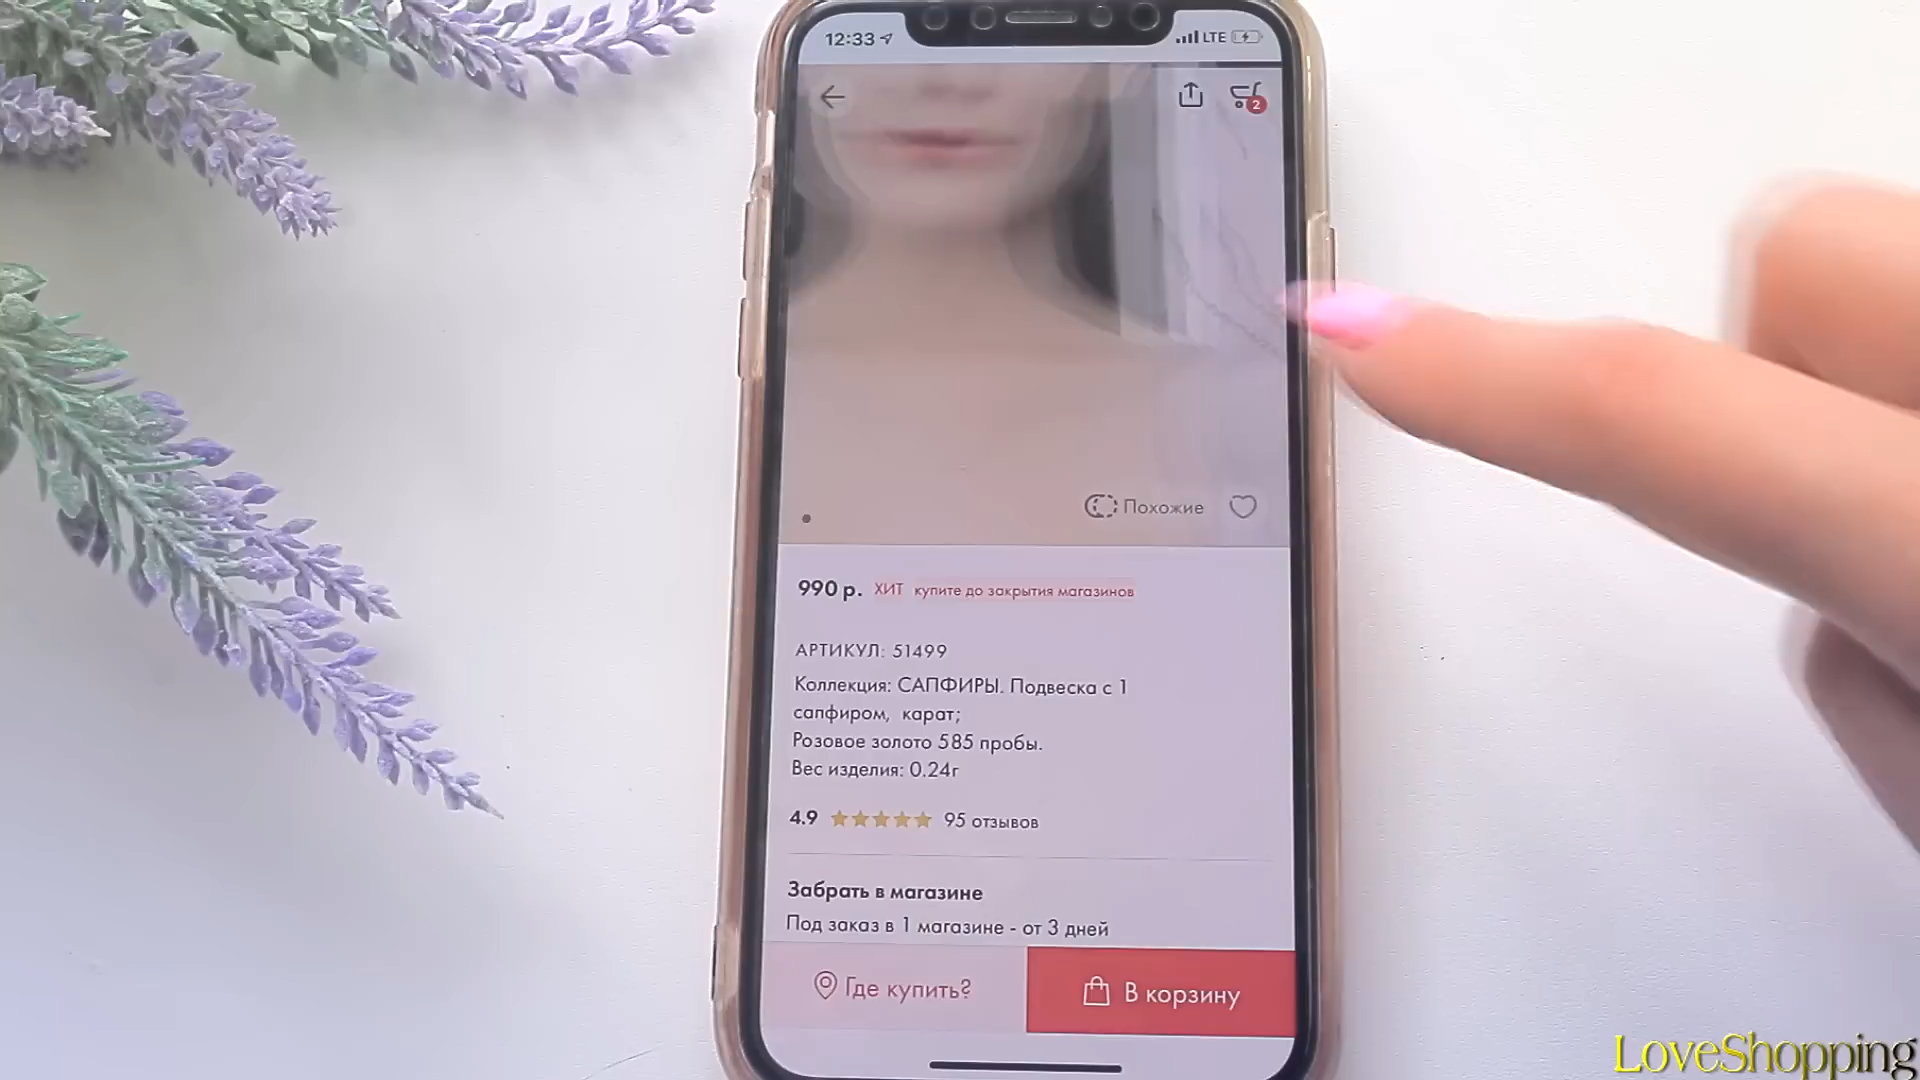 12:33
LTE
2
Похожие
990 р. ХИТ купите до закрытия магазинов
АРТИКУЛ: 51499
Коллекция: САПФИРЫ. Подвеска с 1
сапфиром, карат;
Розовое золото 585 пробы.
Вес изделия: 0.24г
4.9 95 отзывов
Забрать в магазине
Под заказ в 1 магазине - от 3 дней
Где купить?
В корзину
LoveShopping